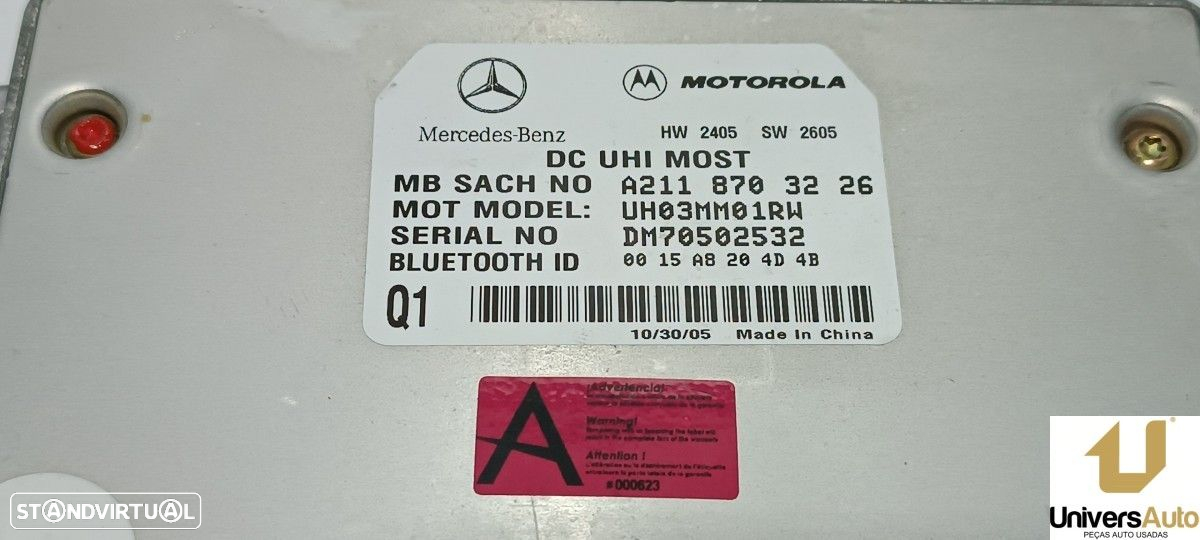 MOTOROLA
Mercedes-Benz
HW 2405 SW 2605
DC UHI MOST
MB SACH NO A211 870 32 26
MOT MODEL: UH03MM01RW
SERIAL NO DM70502532
BLUETOOTH ID 00 15 A8 20 4D 4B
Q1
10/30/05 Made In China
A
¡Advertencia!
Warning!
Attention !
#000623
STANDVIRTUAL
UniversAuto
PEÇAS AUTO USADAS